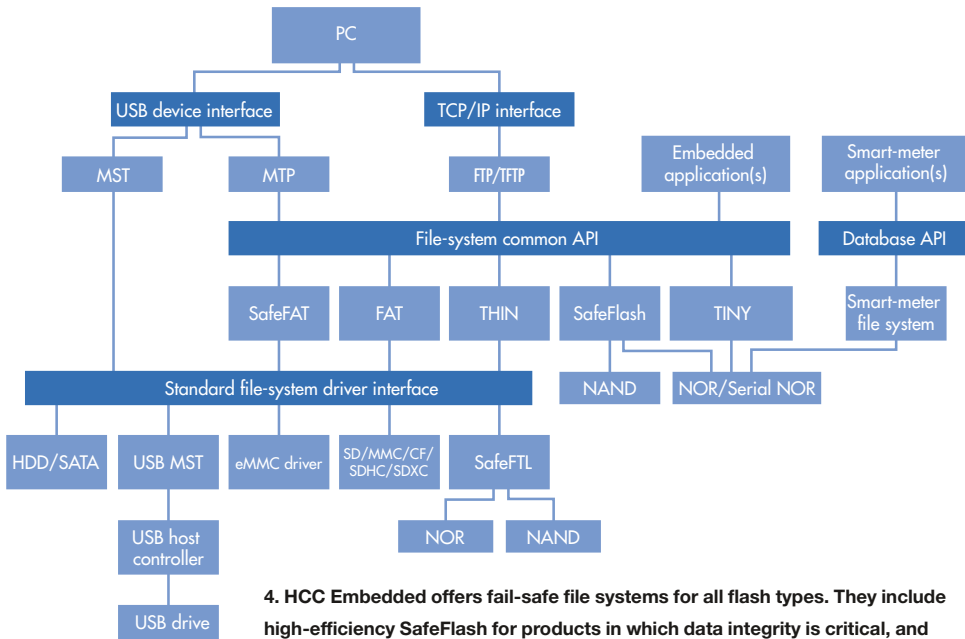 PC
USB device interface
TCP/IP interface
MST
MTP
FTP/TFTP
Embedded
application(s)
Smart-meter
application(s)
File-system common API
Database API
SafeFAT
FAT
THIN
SafeFlash
TINY
Smart-meter
file system
Standard file-system driver interface
NAND
NOR/Serial NOR
HDD/SATA
USB MST
eMMC driver
SD/MMC/CF/
SDHC/SDXC
SafeFTL
USB host
controller
NOR
NAND
USB drive
4. HCC Embedded offers fail-safe file systems for all flash types. They include
high-efficiency SafeFlash for products in which data integrity is critical, and